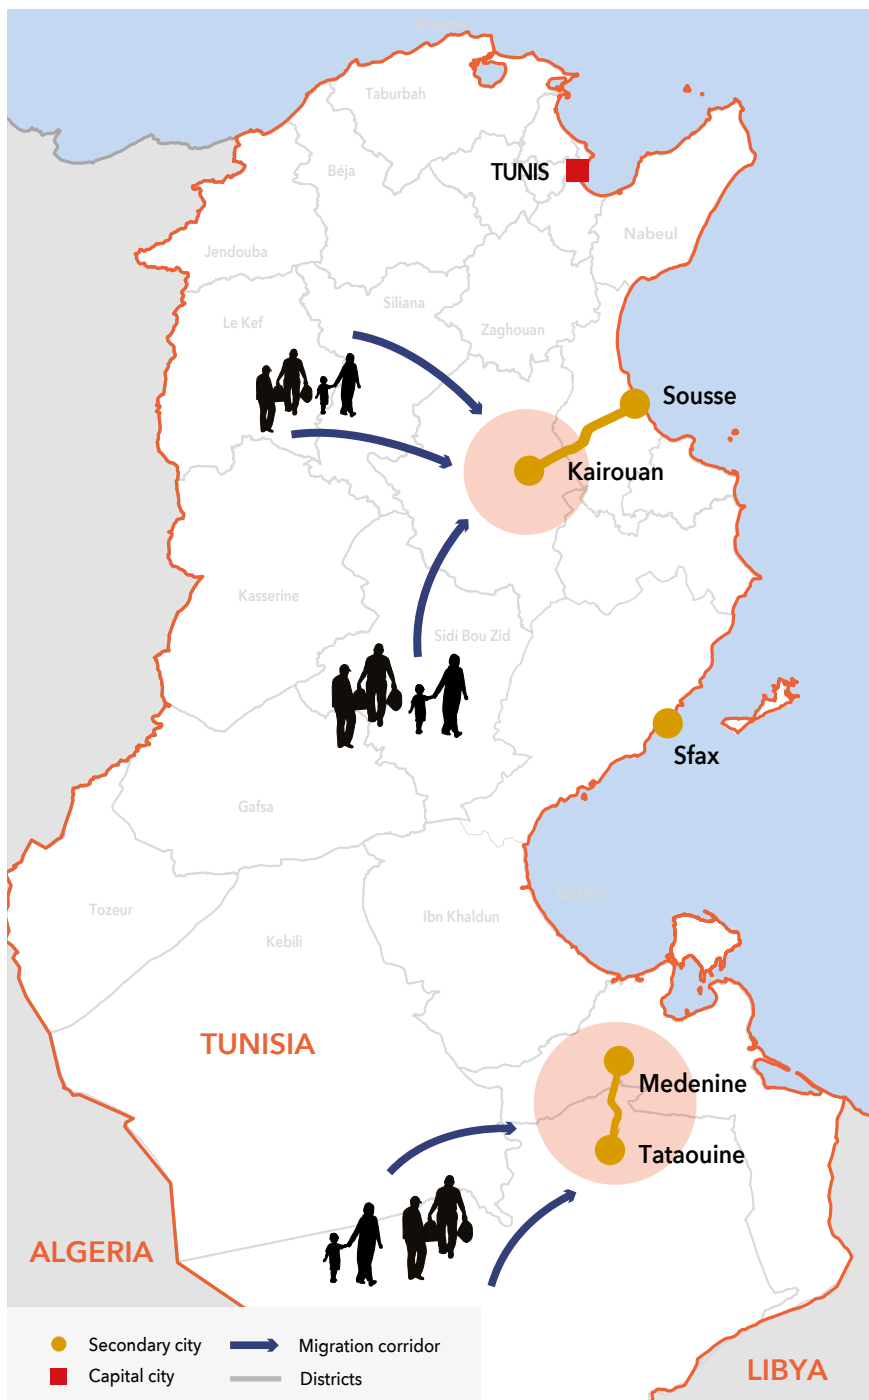 Bizerte
Taburbah
TUNIS
Béja
Nabeul
Jendouba
Siliana
Le Kef
Zaghouan
Sousse
Kairouan
Kasserine
Sidi Bou Zid
Sfax
Gafsa
Gabes
Tozeur
Ibn Khaldun
Kebili
TUNISIA
Medenine
Tataouine
ALGERIA
LIBYA
Secondary city
Migration corridor
Capital city
Districts